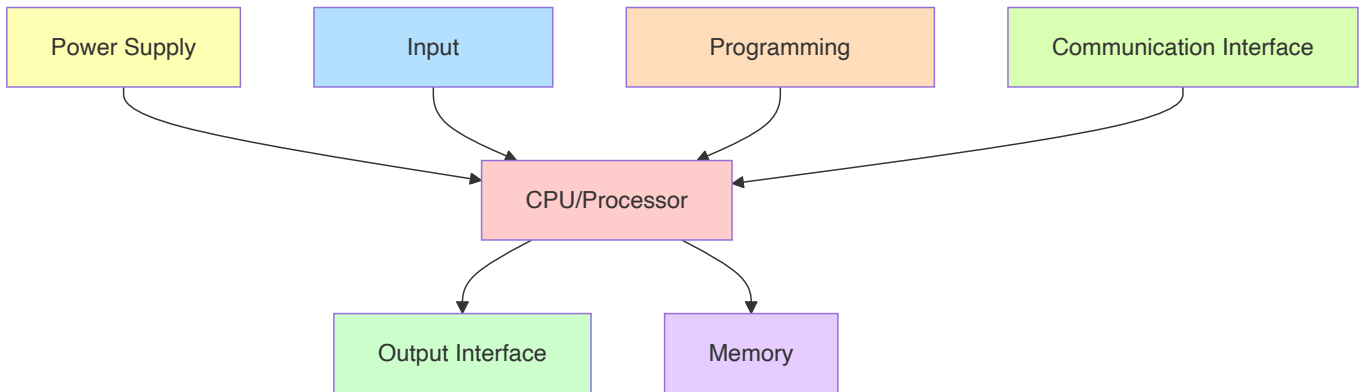 Power Supply
Input
Programming
Communication Interface
CPU/Processor
Output Interface
Memory